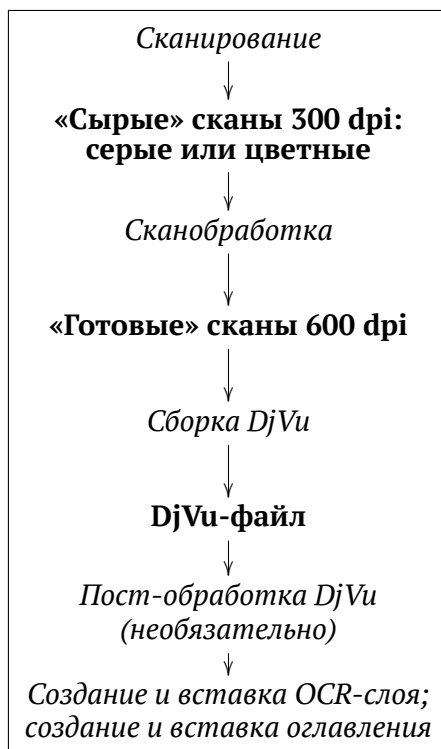 Сканирование
«Сырые» сканы 300 dpi:
серые или цветные
Сканобработка
«Готовые» сканы 600 dpi
Сборка DjVu
DjVu-файл
Пост-обработка DjVu
(необязательно)
Создание и вставка OCR-слоя;
создание и вставка оглавления